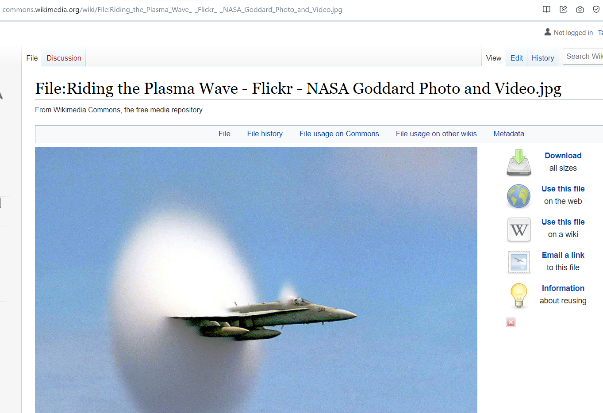 commons.wikimedia.org/wiki/File:Riding_the_Plasma_Wave_-_Flickr_-_NASA_Goddard_Photo_and_Video.jpg
Not logged in
File Discussion View Edit History Search
File:Riding the Plasma Wave - Flickr - NASA Goddard Photo and Video.jpg
From Wikimedia Commons, the free media repository
File File history File usage on Commons File usage on other wikis Metadata
Download
all sizes
Use this file
on the web
W
Use this file
on a wiki
Email a link
to this file
Information
about reusing